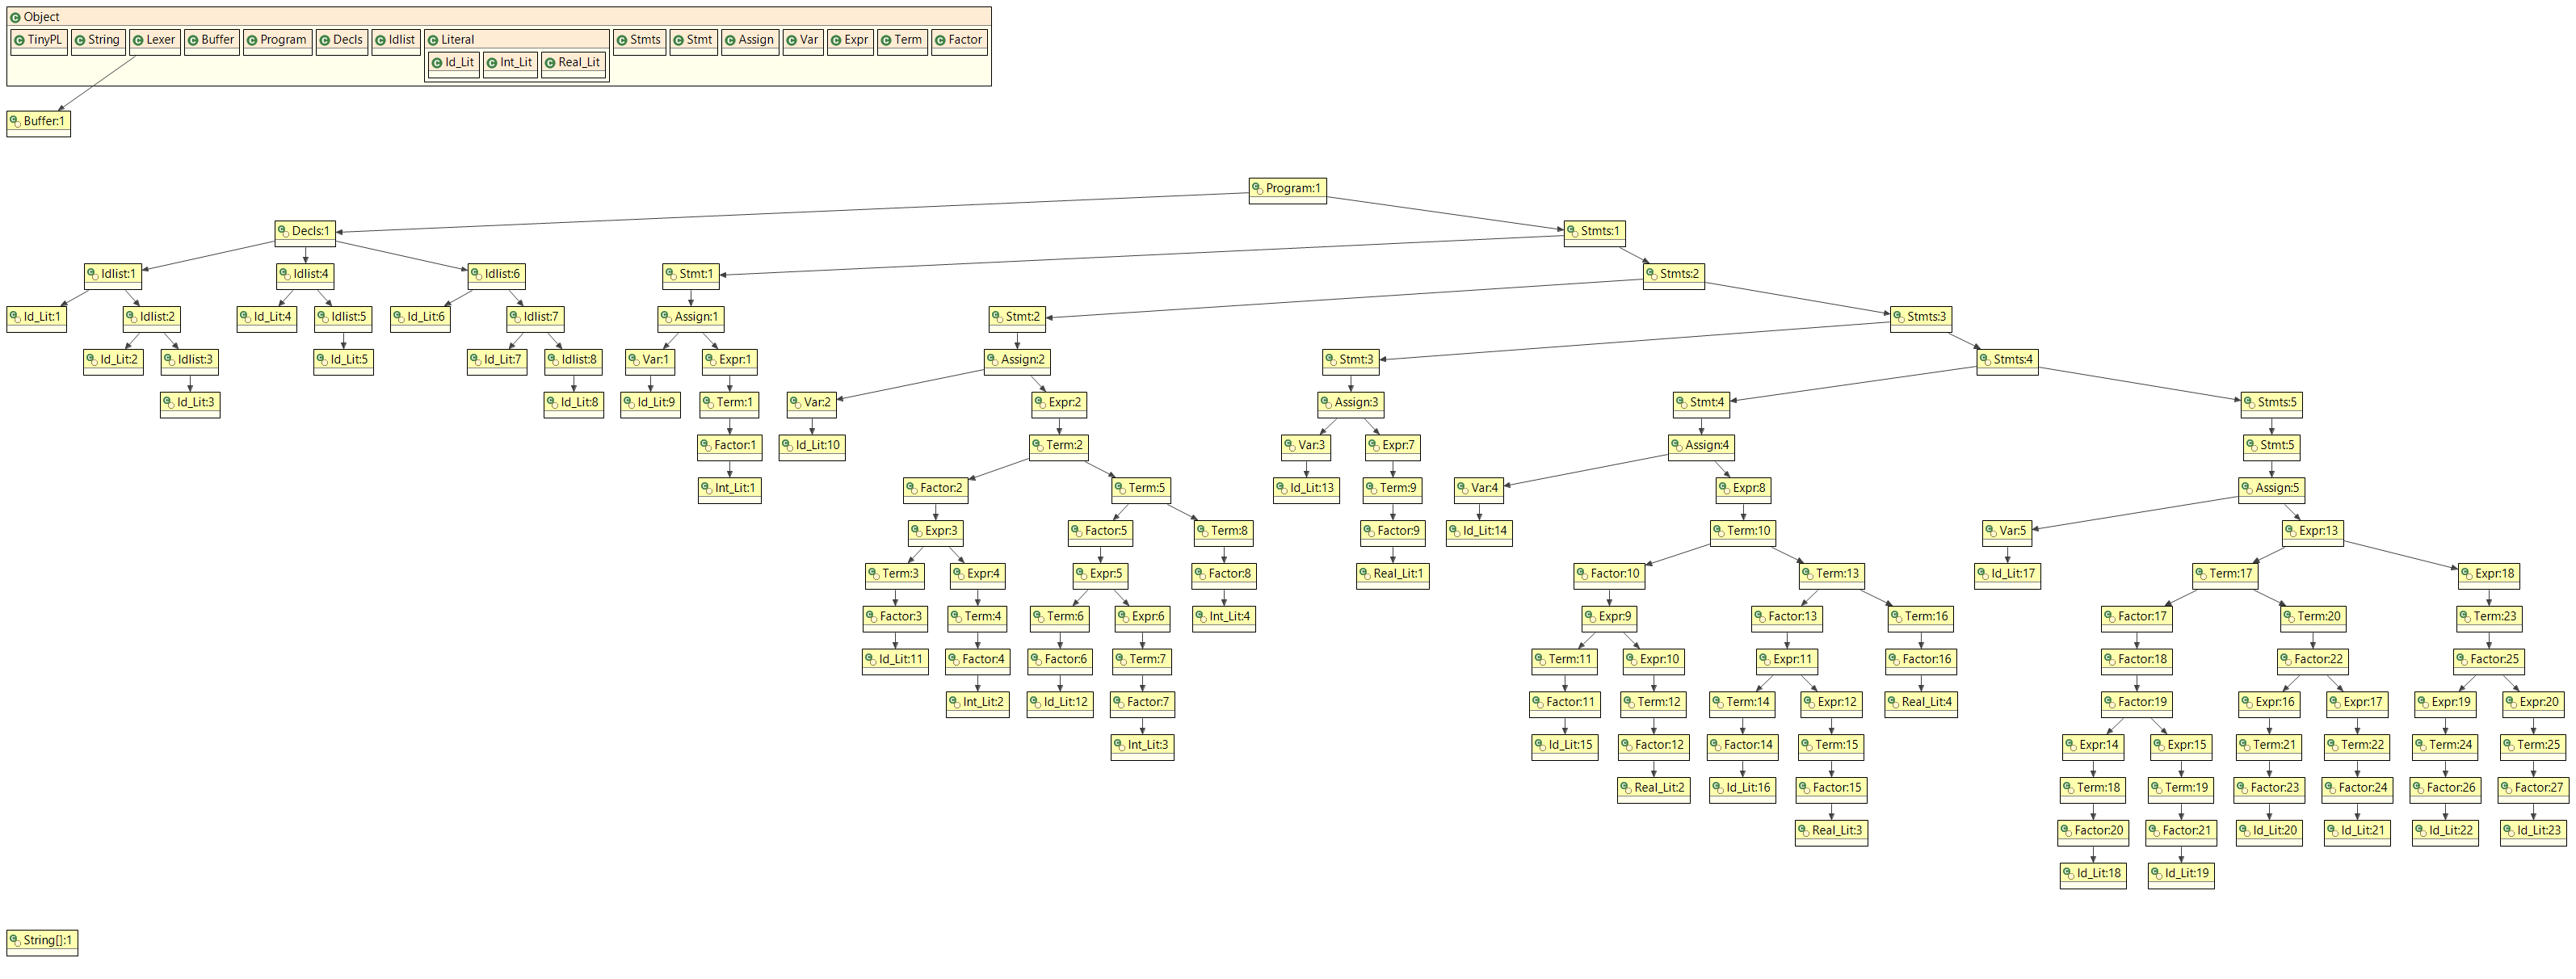 Object
TinyPL String Lexer Buffer Program Decls Idlist Literal Stmts Stmt Assign Var Expr Term Factor
Id_Lit Int_Lit Real_Lit
Buffer:1
Program:1
Decls:1 Stmts:1
Idlist:1 Idlist:4 Idlist:6 Stmt:1 Stmts:2
Id_Lit:1 Idlist:2 Id_Lit:4 Idlist:5 Id_Lit:6 Idlist:7 Assign:1 Stmt:2 Stmts:3
Id_Lit:2 Idlist:3 Id_Lit:5 Id_Lit:7 Idlist:8 Var:1 Expr:1 Assign:2 Stmt:3 Stmts:4
Id_Lit:3 Id_Lit:8 Id_Lit:9 Term:1 Var:2 Expr:2 Assign:3 Stmt:4 Stmts:5
Factor:1 Id_Lit:10 Term:2 Var:3 Expr:7 Assign:4 Stmt:5
Int_Lit:1 Factor:2 Term:5 Id_Lit:13 Term:9 Var:4 Expr:8 Assign:5
Expr:3 Factor:5 Term:8 Factor:9 Id_Lit:14 Term:10 Var:5 Expr:13
Term:3 Expr:4 Expr:5 Factor:8 Real_Lit:1 Factor:10 Term:13 Id_Lit:17 Term:17 Expr:18
Factor:3 Term:4 Term:6 Expr:6 Int_Lit:4 Expr:9 Factor:13 Term:16 Factor:17 Term:20 Term:23
Id_Lit:11 Factor:4 Factor:6 Term:7 Term:11 Expr:10 Expr:11 Factor:16 Factor:18 Factor:22 Factor:25
Int_Lit:2 Id_Lit:12 Factor:7 Factor:11 Term:12 Term:14 Expr:12 Real_Lit:4 Factor:19 Expr:16 Expr:17 Expr:19 Expr:20
Int_Lit:3 Id_Lit:15 Factor:12 Factor:14 Term:15 Expr:14 Expr:15 Term:21 Term:22 Term:24 Term:25
Real_Lit:2 Id_Lit:16 Factor:15 Term:18 Term:19 Factor:23 Factor:24 Factor:26 Factor:27
Real_Lit:3 Factor:20 Factor:21 Id_Lit:20 Id_Lit:21 Id_Lit:22 Id_Lit:23
Id_Lit:18 Id_Lit:19
String[]:1